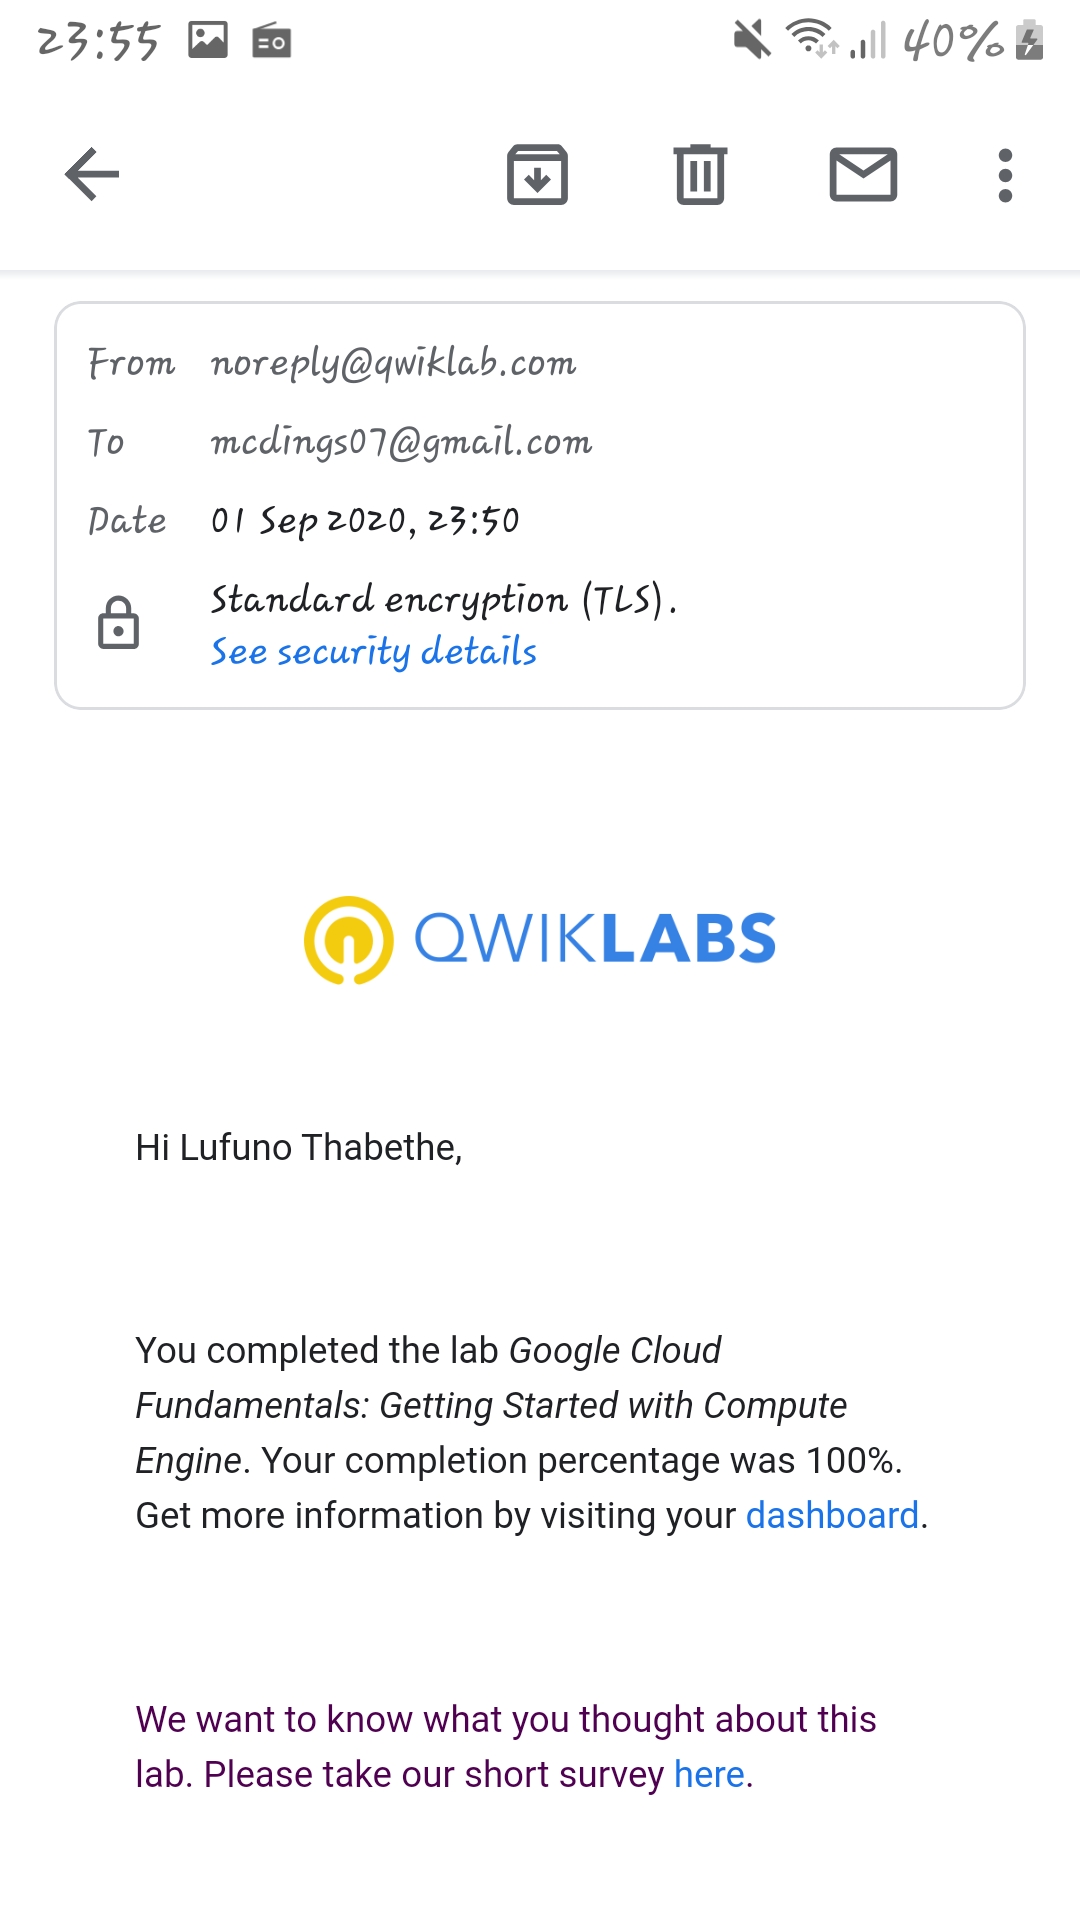 23:55 40%
From noreply@qwiklab.com
To mcdings07@gmail.com
Date 01 Sep 2020, 23:50
Standard encryption (TLS).
See security details
QWIKLABS
Hi Lufuno Thabethe,
You completed the lab Google Cloud
Fundamentals: Getting Started with Compute
Engine. Your completion percentage was 100%.
Get more information by visiting your dashboard.
We want to know what you thought about this
lab. Please take our short survey here.